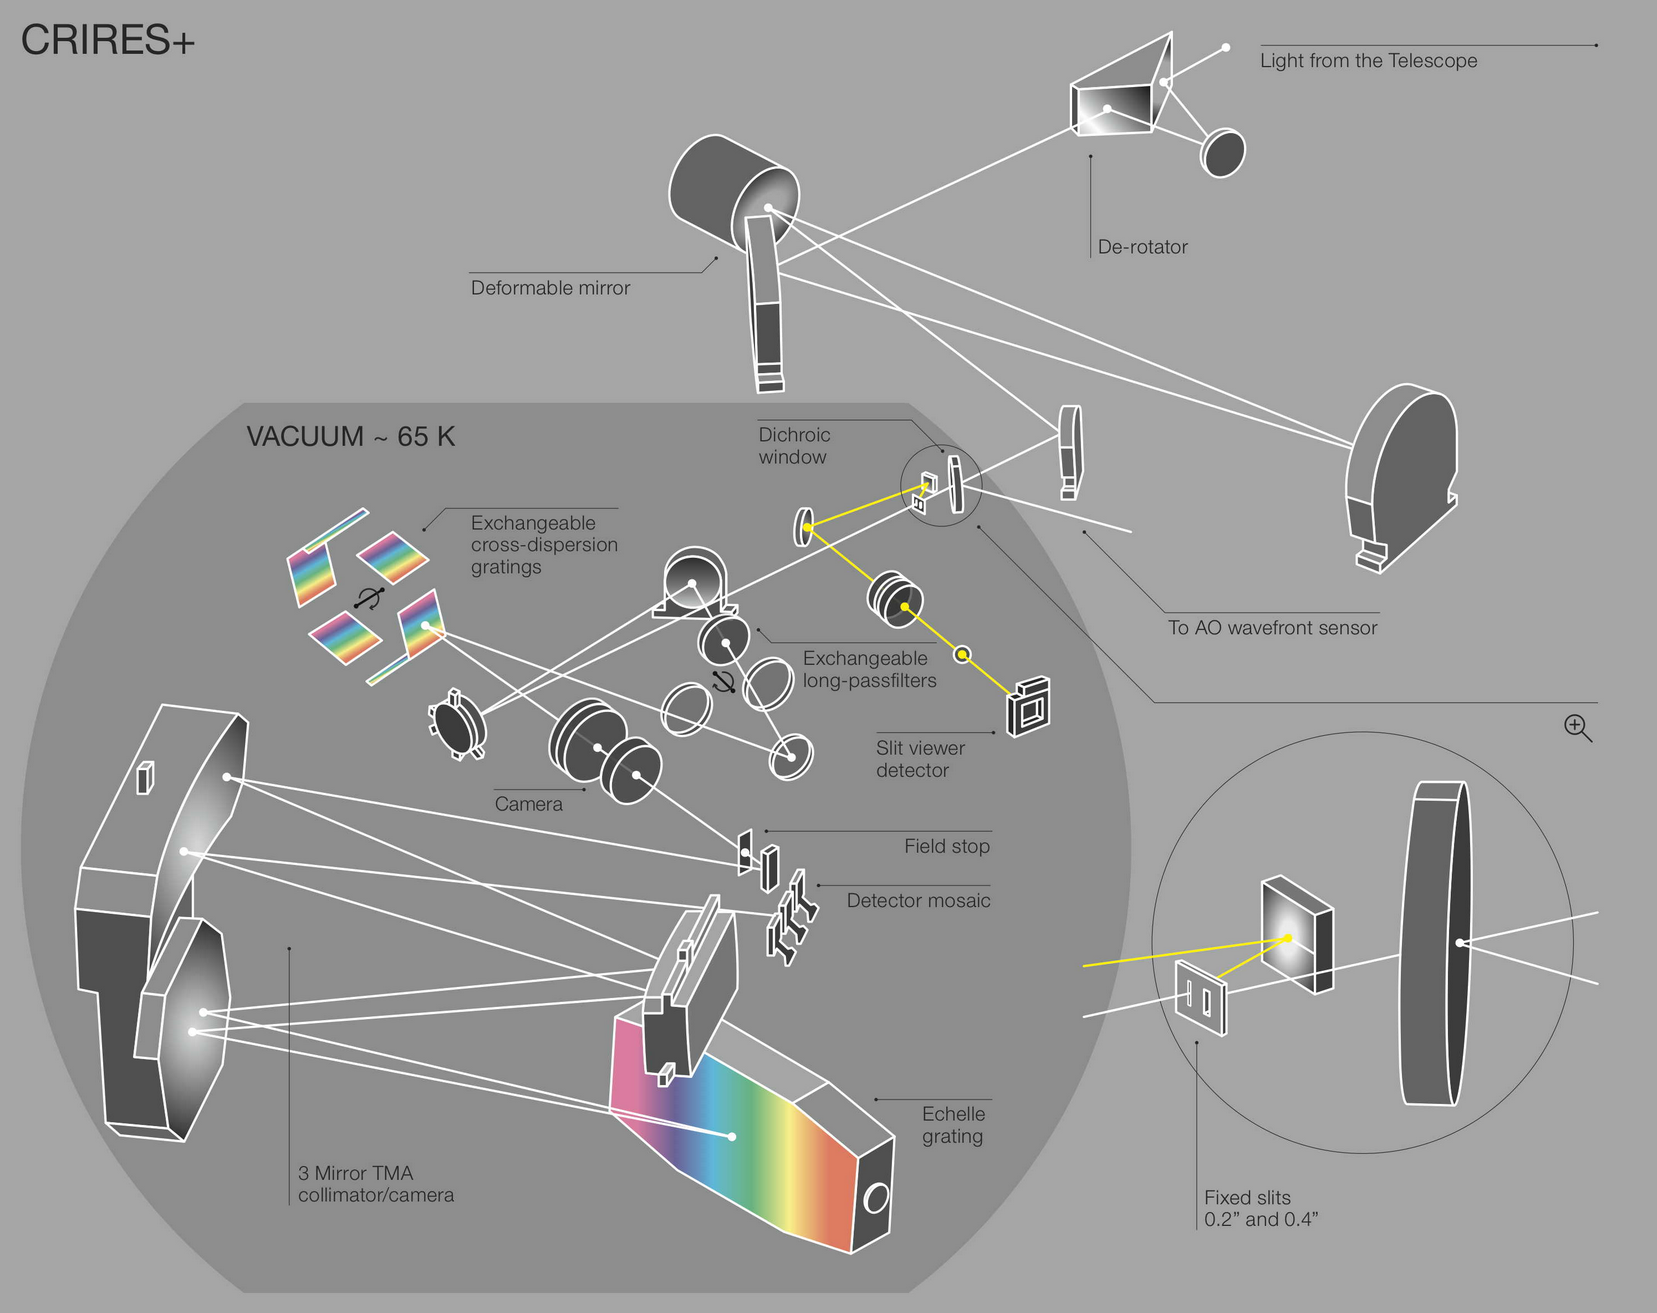 CRIRES+
Light from the Telescope
De-rotator
Deformable mirror
VACUUM ~ 65 K
Dichroic
window
Exchangeable
cross-dispersion
gratings
To AO wavefront sensor
Exchangeable
long-passfilters
Slit viewer
detector
Camera
Field stop
Detector mosaic
Echelle
grating
3 Mirror TMA
collimator/camera
Fixed slits
0.2” and 0.4”